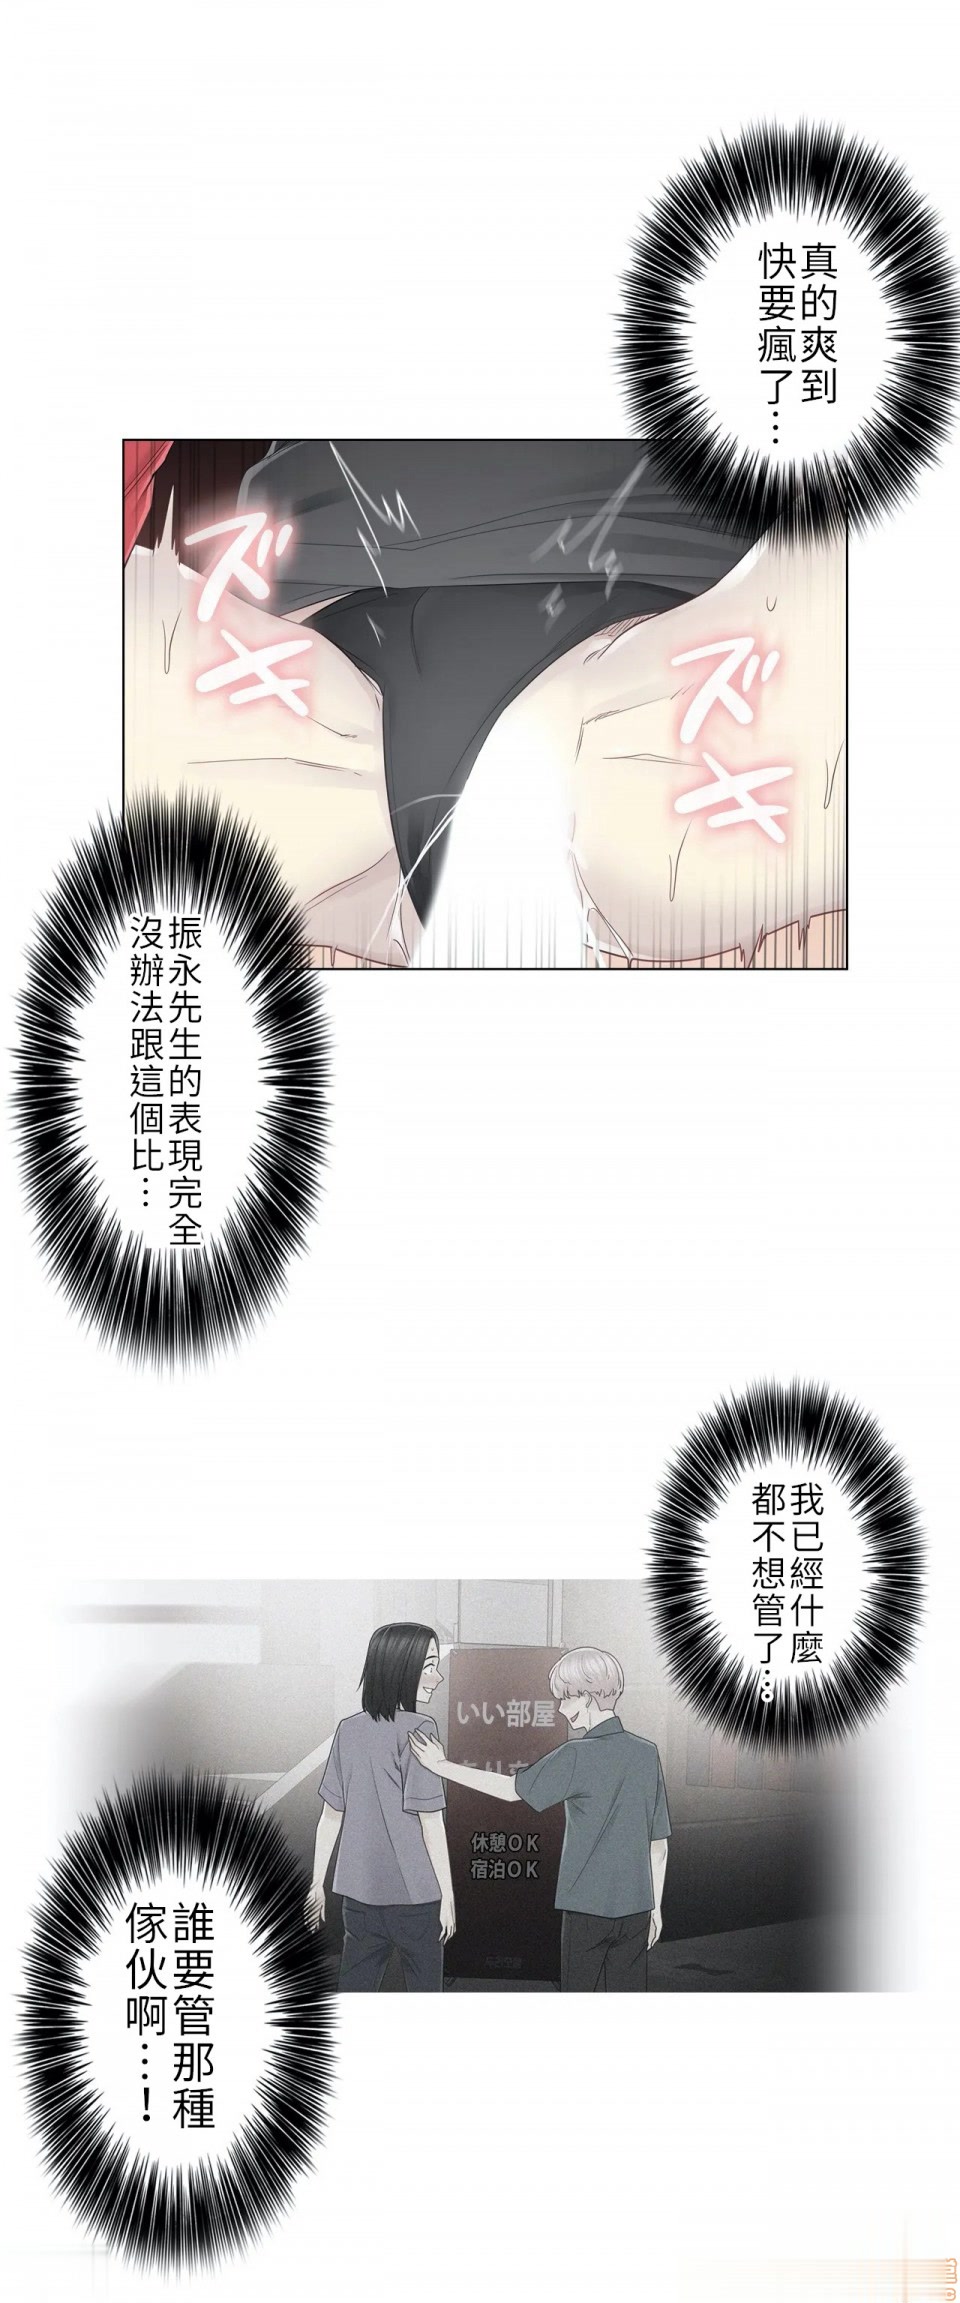 真的爽到
快要瘋了…
ズ
ッ
ズ
ッ
振永先生的表現完全
沒辦法跟這個比…
我已經什麼
都不想管了…
いい部屋
休憩OK
宿泊OK
誰要管那種
傢伙啊…！